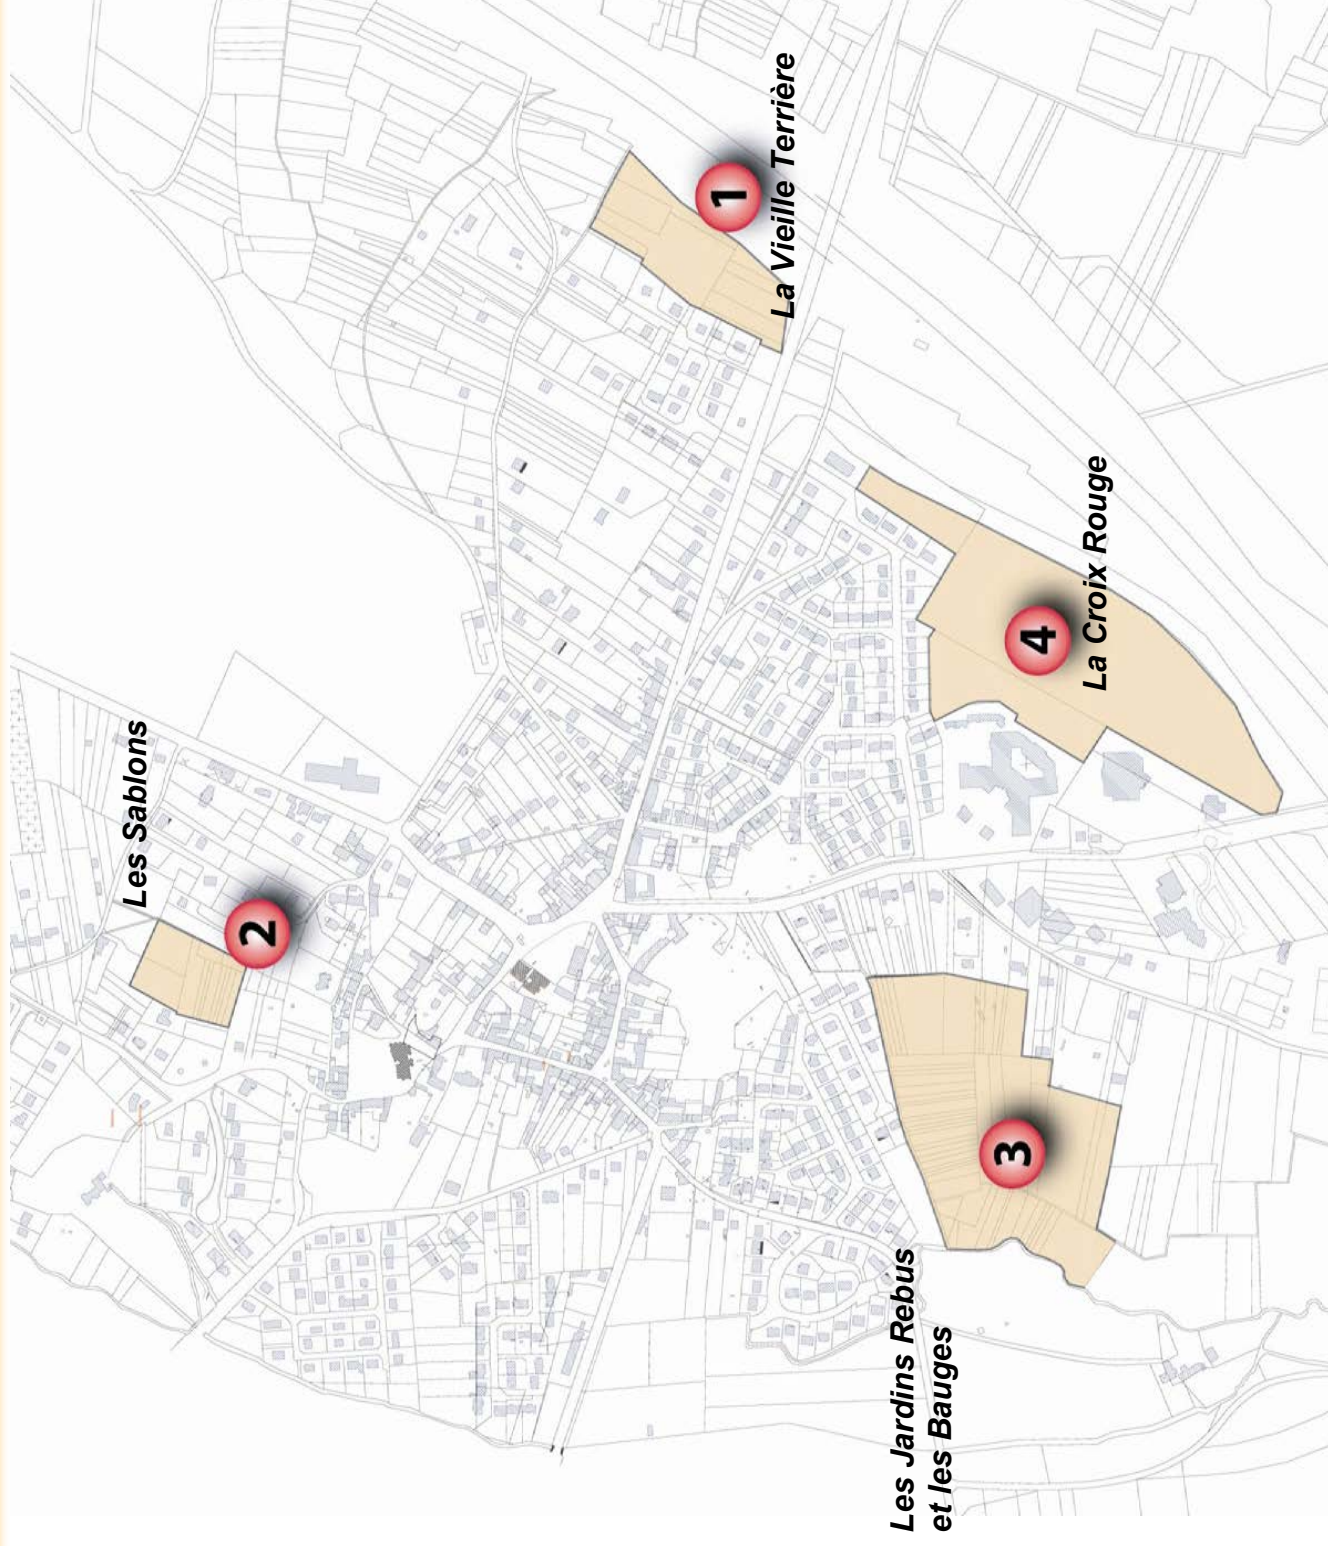 1
La Vieille Terrière
2
Les Sablons
3
Les Jardins Rebus
et les Bauges
4
La Croix Rouge